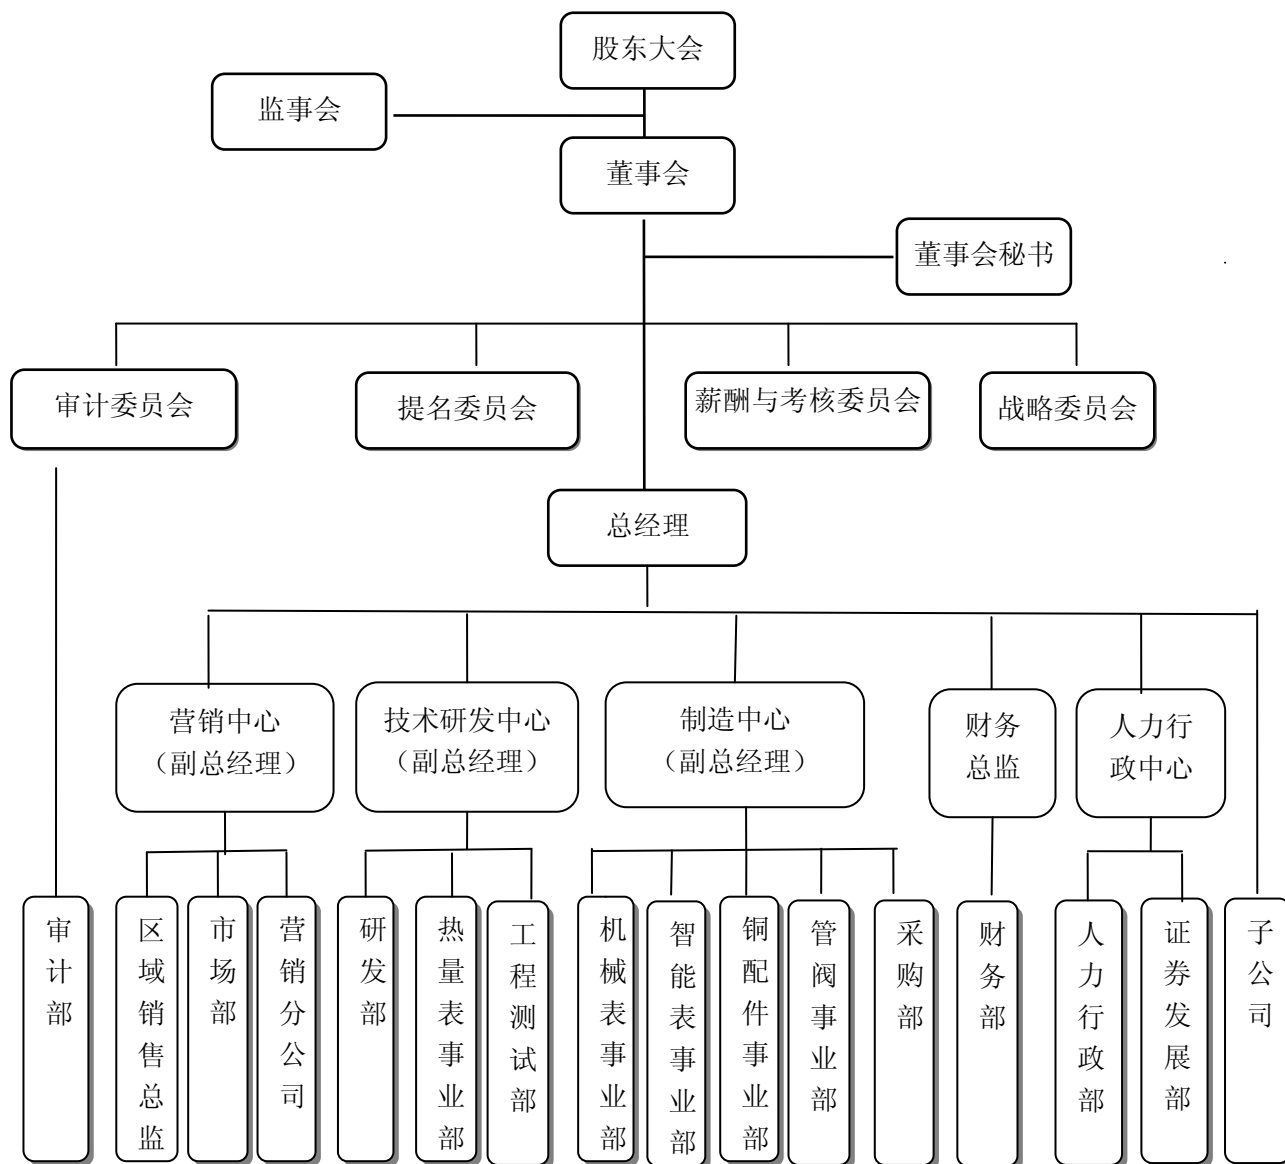 股东大会
监事会
董事会
董事会秘书
审计委员会
提名委员会
薪酬与考核委员会
战略委员会
总经理
营销中心
（副总经理）
技术研发中心
（副总经理）
制造中心
（副总经理）
财务
总监
人力行
政中心
审计部
区域销售总监
市场部
营销分公司
研发部
热量表事业部
工程测试部
机械表事业部
智能表事业部
铜配件事业部
管阀事业部
采购部
财务部
人力行政部
证券发展部
子公司